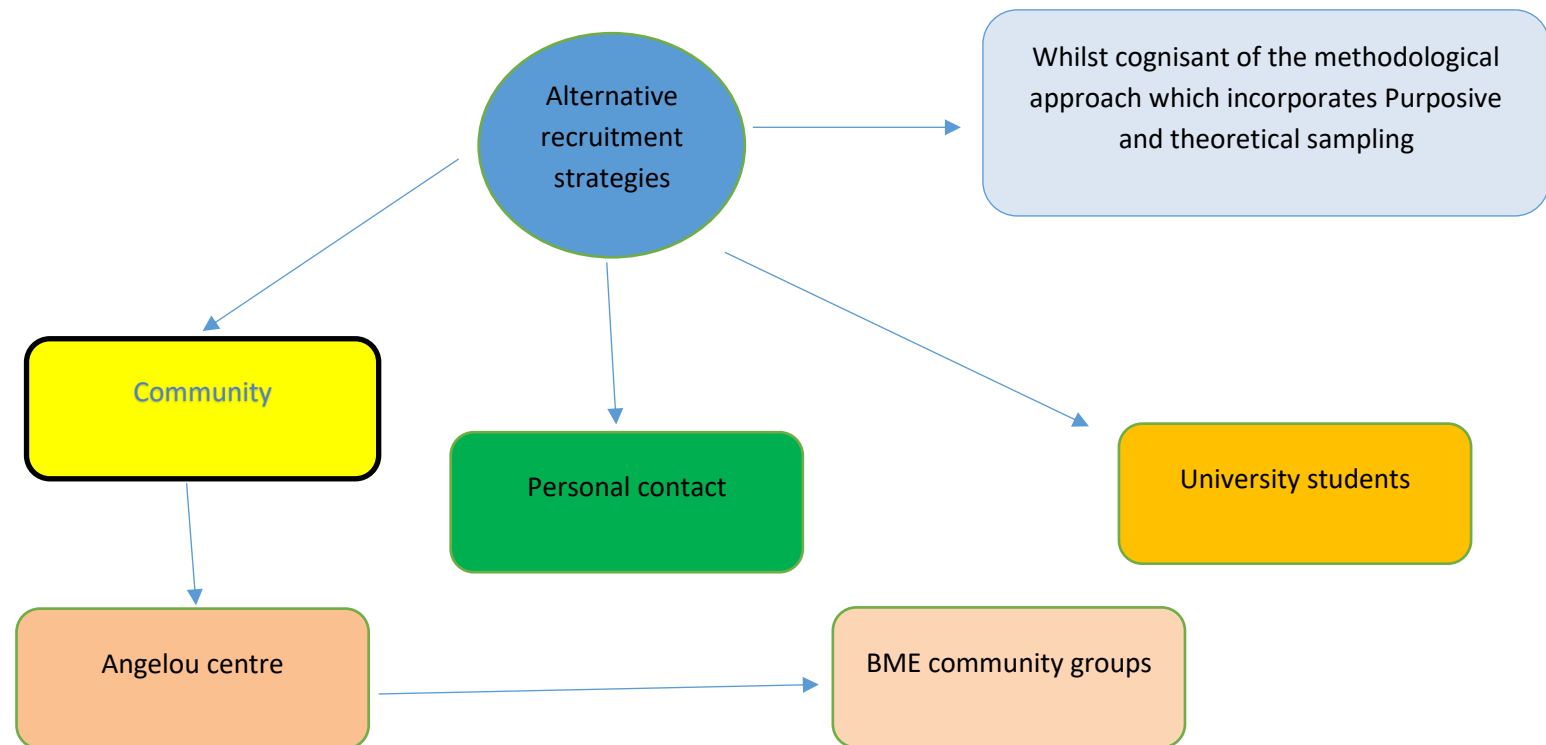 Alternative
recruitment
strategies
Whilst cognisant of the methodological
approach which incorporates Purposive
and theoretical sampling
Community
Personal contact
University students
Angelou centre
BME community groups